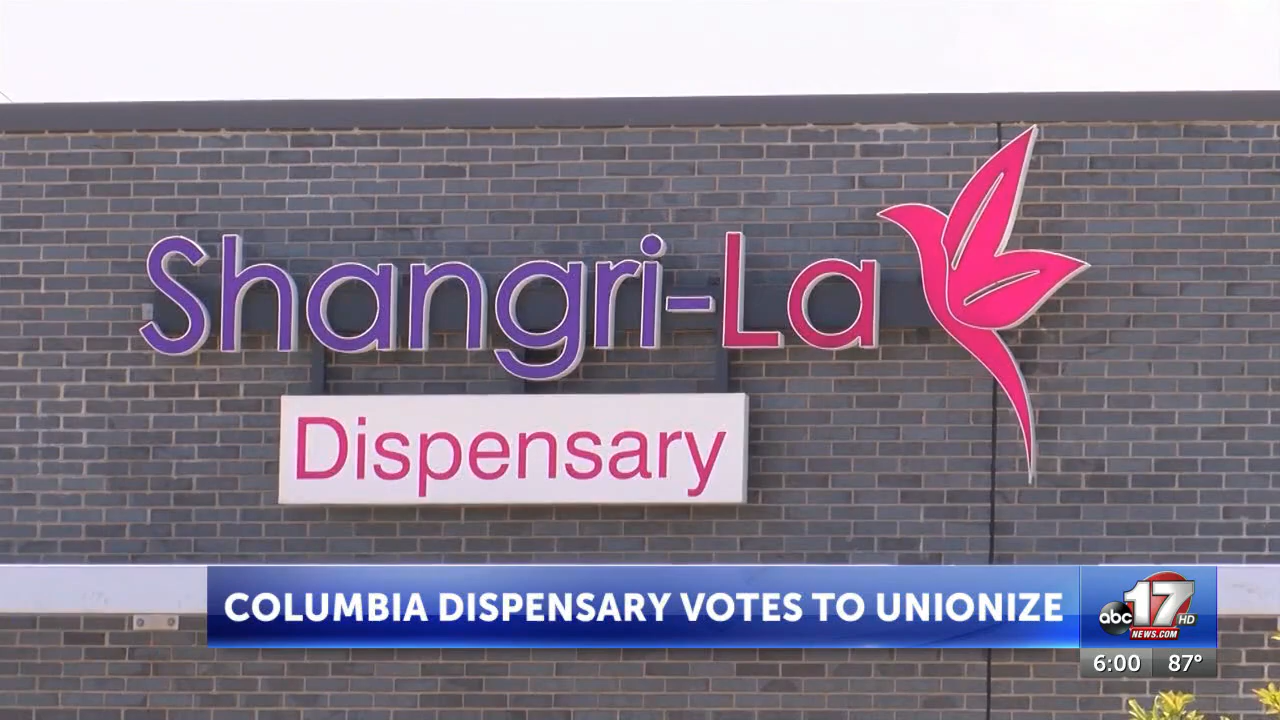 Shangri-La
Dispensary
COLUMBIA DISPENSARY VOTES TO UNIONIZE
abc 17 HD
NEWS.COM
6:00 87°